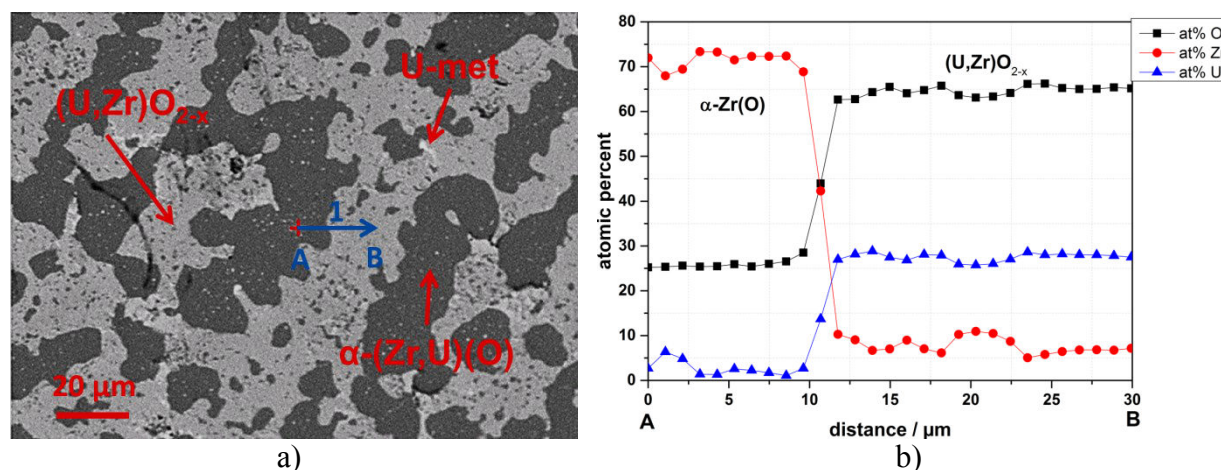 U-met
(U,Zr)O2-x
1
A
B
α-(Zr,U)(O)
20 μm
a)
80
70
60
50
40
30
20
10
0
atomic percent
α-Zr(O)
(U,Zr)O2-x
at% O
at% Zr
at% U
0 5 10 15 20 25 30
A B
distance / μm
b)